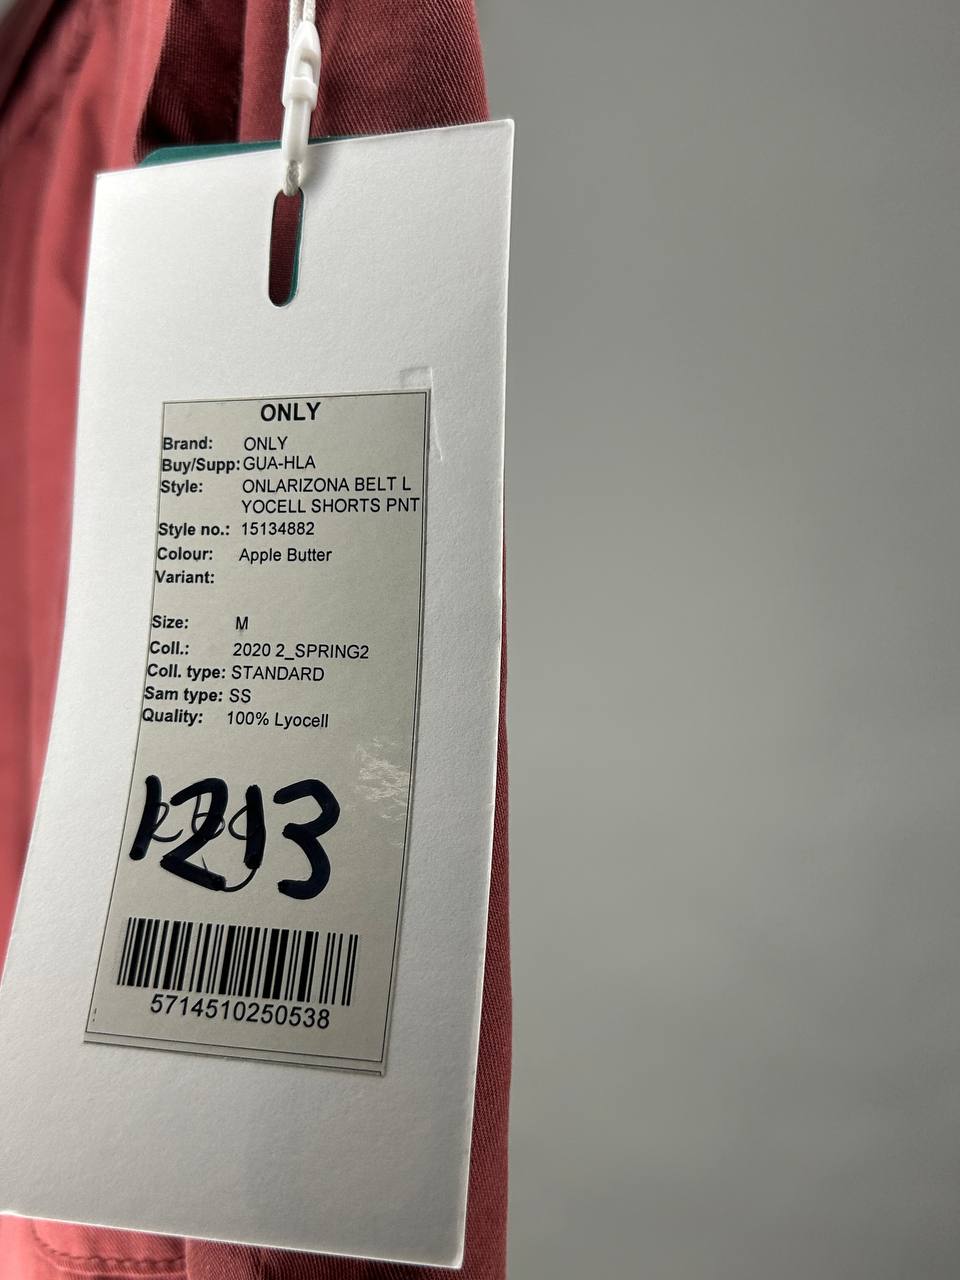 ONLY
Brand: ONLY
Buy/Supp: GUA-HLA
Style: ONLARIZONA BELT L
YOCELL SHORTS PNT
Style no.: 15134882
Colour: Apple Butter
Variant:
Size: M
Coll.: 2020 2_SPRING2
Coll. type: STANDARD
Sam type: SS
Quality: 100% Lyocell
1213
5714510250538